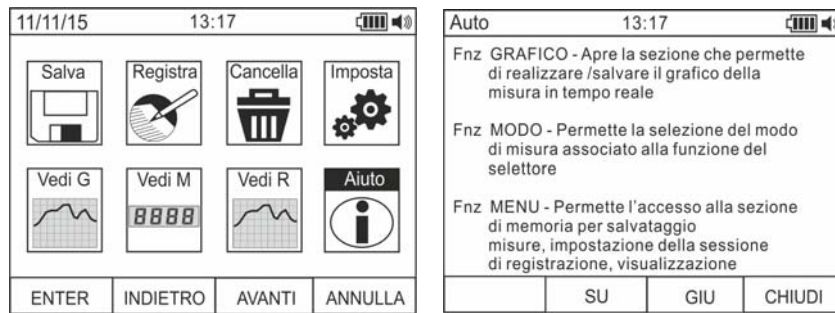 11/11/15 13:17
Salva Registra Cancella Imposta
Vedi G Vedi M Vedi R Aiuto
8888
ENTER INDIETRO AVANTI ANNULLA
Auto 13:17
Fnz GRAFICO - Apre la sezione che permette
di realizzare /salvare il grafico della
misura in tempo reale
Fnz MODO - Permette la selezione del modo
di misura associato alla funzione del
selettore
Fnz MENU - Permette l'accesso alla sezione
di memoria per salvataggio
misure, impostazione della sessione
di registrazione, visualizzazione
SU GIU CHIUDI